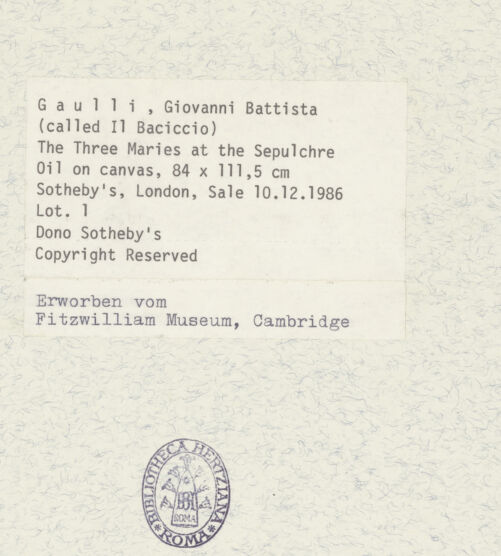 G a u l l i , Giovanni Battista
(called Il Baciccio)
The Three Maries at the Sepulchre
Oil on canvas, 84 x 111,5 cm
Sotheby's, London, Sale 10.12.1986
Lot. 1
Dono Sotheby's
Copyright Reserved
Erworben vom
Fitzwilliam Museum, Cambridge
BIBLIOTHECA HERTZIANA
ROMA
*ROMA*